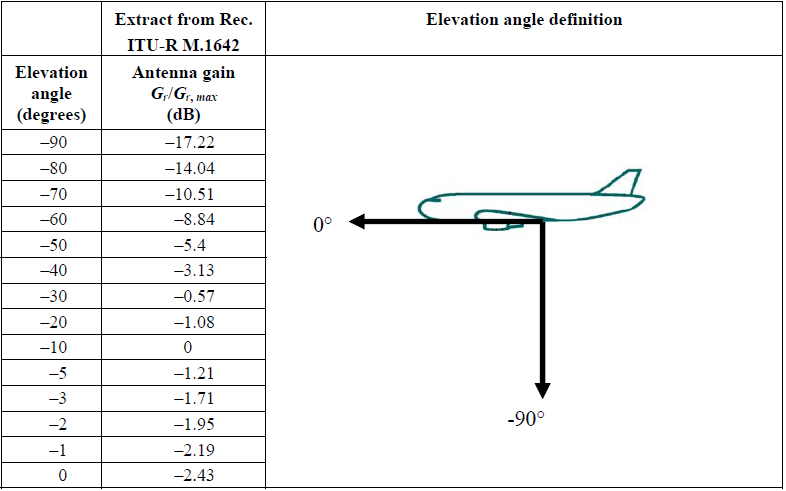 Extract from Rec.
ITU-R M.1642
Elevation angle definition
Elevation
angle
(degrees)
Antenna gain
Gr/Gr, max
(dB)
–90 –17.22
–80 –14.04
–70 –10.51
–60 –8.84
–50 –5.4
–40 –3.13
–30 –0.57
–20 –1.08
–10 0
–5 –1.21
–3 –1.71
–2 –1.95
–1 –2.19
0 –2.43
0°
-90°